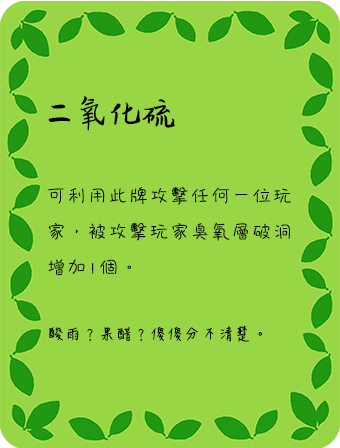 二氧化硫
可利用此牌攻擊任何一位玩
家，被攻擊玩家臭氧層破洞
增加1個。
酸雨？果醋？傻傻分不清楚。